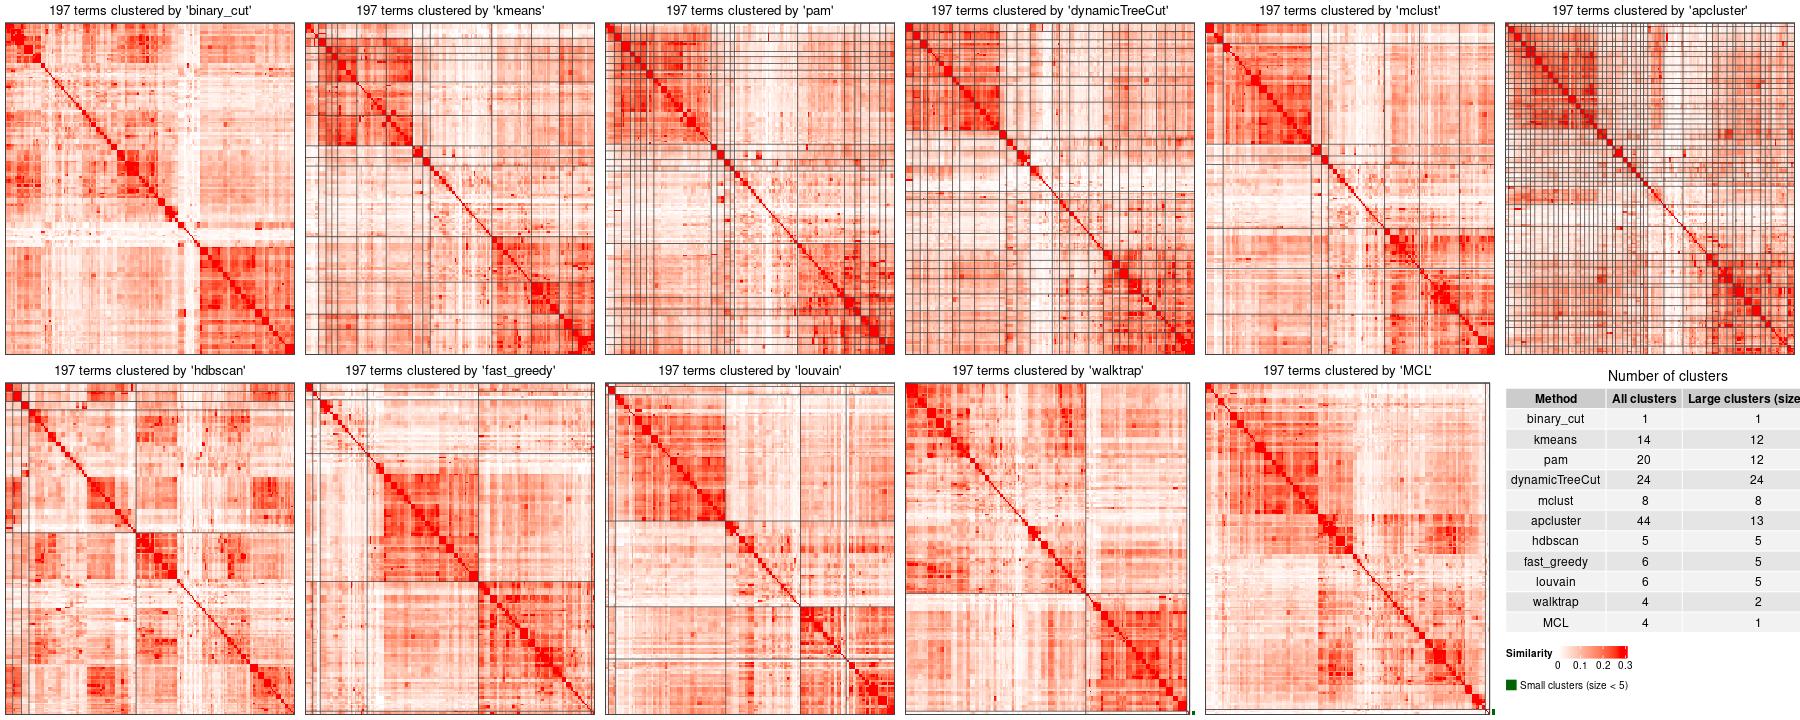 197 terms clustered by 'binary_cut'
197 terms clustered by 'kmeans'
197 terms clustered by 'pam'
197 terms clustered by 'dynamicTreeCut'
197 terms clustered by 'mclust'
197 terms clustered by 'apcluster'
197 terms clustered by 'hdbscan'
197 terms clustered by 'fast_greedy'
197 terms clustered by 'louvain'
197 terms clustered by 'walktrap'
197 terms clustered by 'MCL'
Number of clusters
Method All clusters Large clusters (size
binary_cut 1 1
kmeans 14 12
pam 20 12
dynamicTreeCut 24 24
mclust 8 8
apcluster 44 13
hdbscan 5 5
fast_greedy 6 5
louvain 6 5
walktrap 4 2
MCL 4 1
Similarity
0 0.1 0.2 0.3
Small clusters (size < 5)